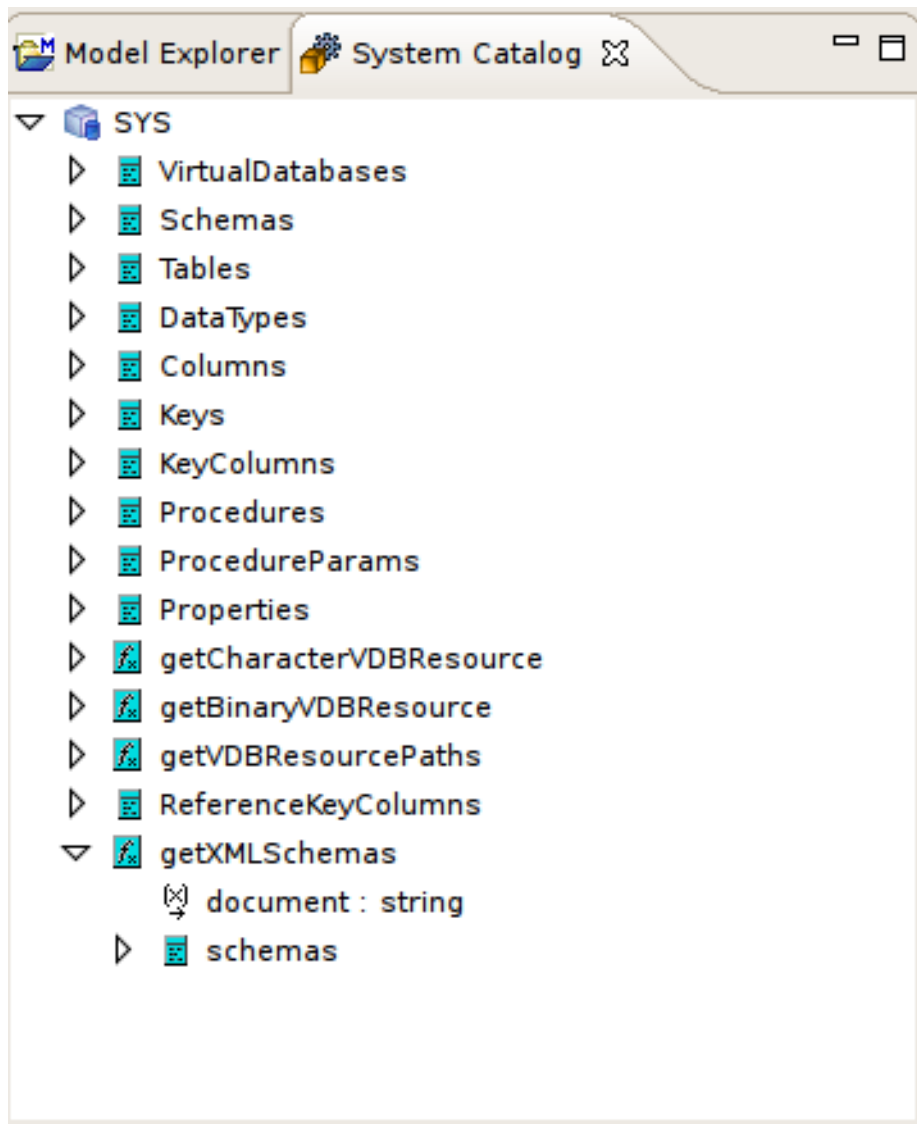 Model Explorer System Catalog
SYS
VirtualDatabases
Schemas
Tables
DataTypes
Columns
Keys
KeyColumns
Procedures
ProcedureParams
Properties
getCharacterVDBResource
getBinaryVDBResource
getVDBResourcePaths
ReferenceKeyColumns
getXMLSchemas
document : string
schemas